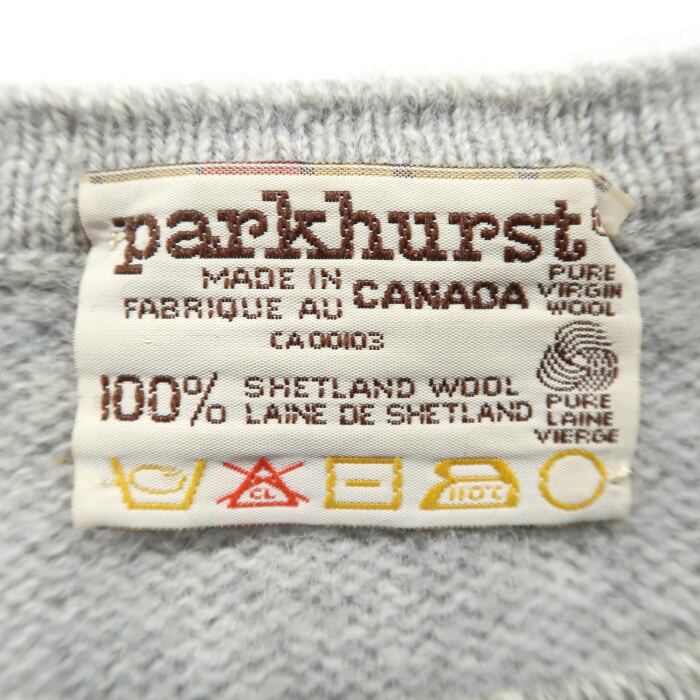 parkhurst
MADE IN
FABRIQUE AU CANADA
CA 00103
100% SHETLAND WOOL
LAINE DE SHETLAND
PURE
VIRGIN
WOOL
PURE
LAINE
VIERGE
CL
110°C